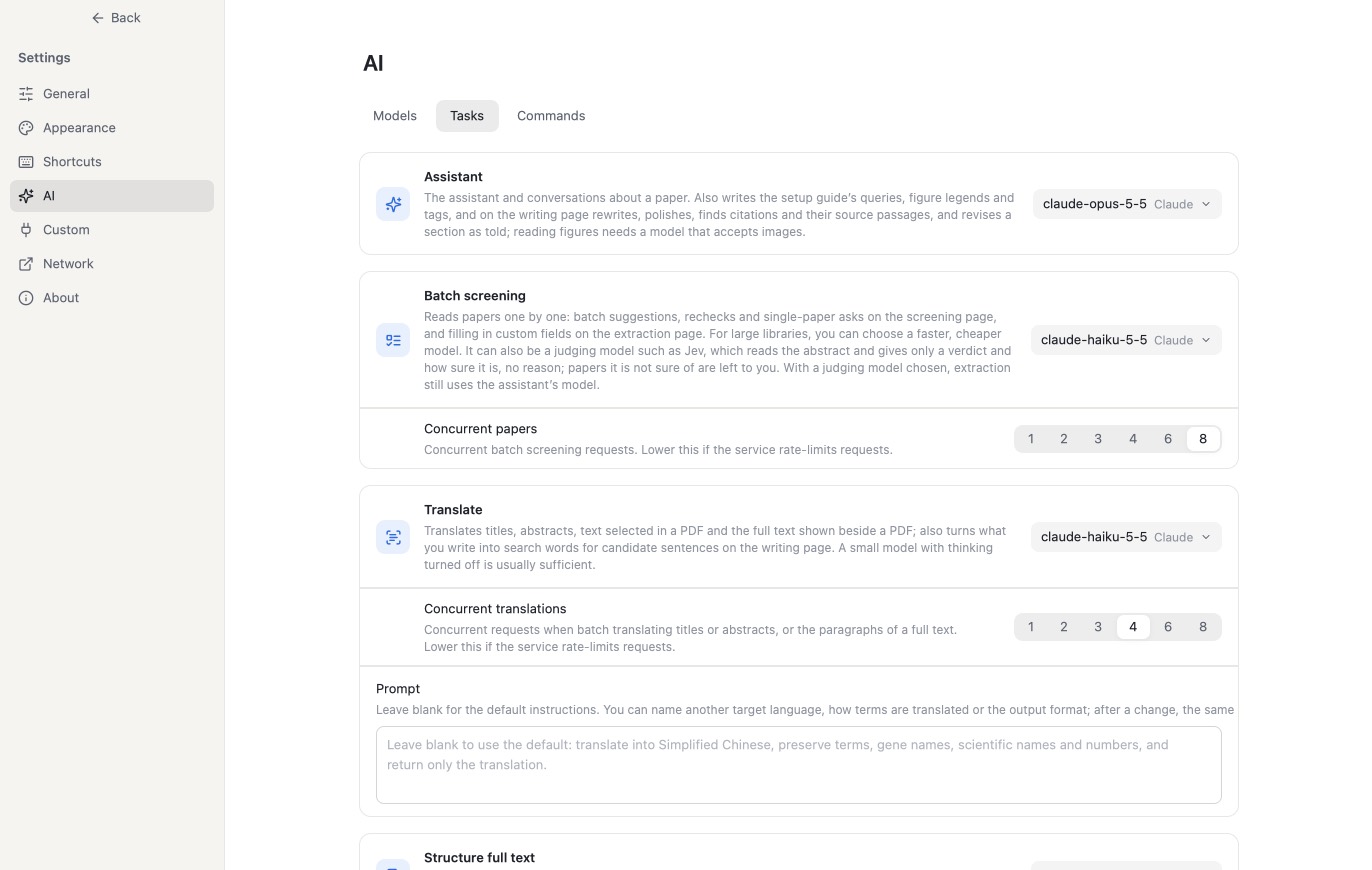 Back
Settings
General
Appearance
Shortcuts
AI
Custom
Network
About
AI
Models
Tasks
Commands
Assistant
The assistant and conversations about a paper. Also writes the setup guide's queries, figure legends and
tags, and on the writing page rewrites, polishes, finds citations and their source passages, and revises a
section as told; reading figures needs a model that accepts images.
claude-opus-5-5 Claude
Batch screening
Reads papers one by one: batch suggestions, rechecks and single-paper asks on the screening page,
and filling in custom fields on the extraction page. For large libraries, you can choose a faster, cheaper
model. It can also be a judging model such as Jev, which reads the abstract and gives only a verdict and
how sure it is, no reason; papers it is not sure of are left to you. With a judging model chosen, extraction
still uses the assistant's model.
claude-haiku-5-5 Claude
Concurrent papers
Concurrent batch screening requests. Lower this if the service rate-limits requests.
1 2 3 4 6 8
Translate
Translates titles, abstracts, text selected in a PDF and the full text shown beside a PDF; also turns what
you write into search words for candidate sentences on the writing page. A small model with thinking
turned off is usually sufficient.
claude-haiku-5-5 Claude
Concurrent translations
Concurrent requests when batch translating titles or abstracts, or the paragraphs of a full text.
Lower this if the service rate-limits requests.
1 2 3 4 6 8
Prompt
Leave blank for the default instructions. You can name another target language, how terms are translated or the output format; after a change, the same
Leave blank to use the default: translate into Simplified Chinese, preserve terms, gene names, scientific names and numbers, and
return only the translation.
Structure full text